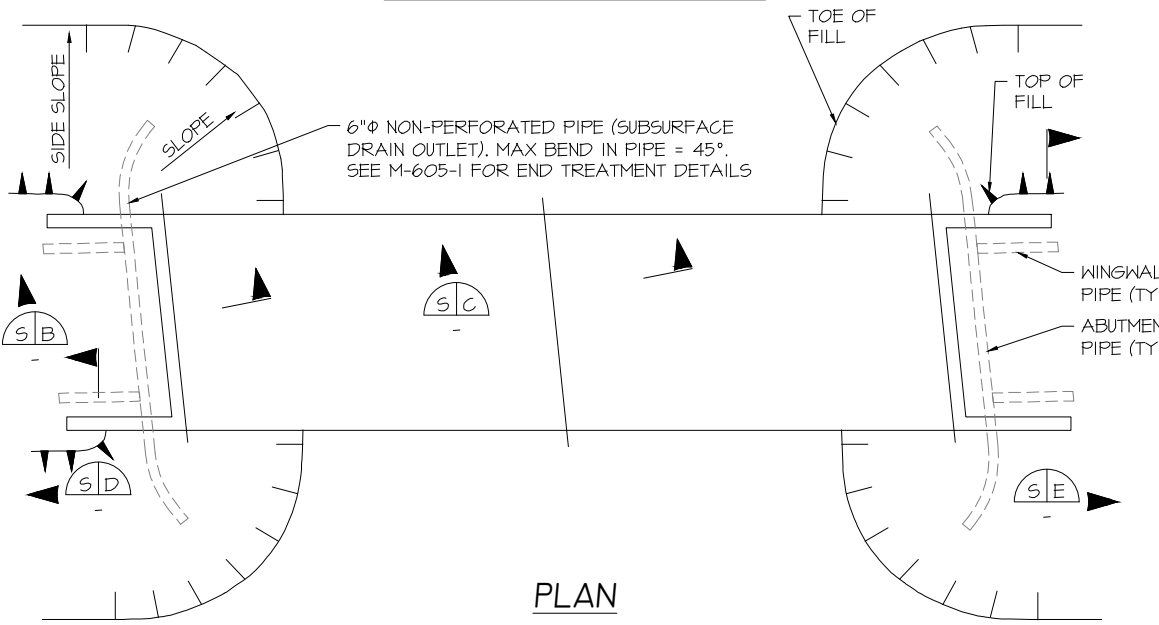 TOE OF
FILL
TOP OF
FILL
SIDE SLOPE
SLOPE
6"Φ NON-PERFORATED PIPE (SUBSURFACE
DRAIN OUTLET). MAX BEND IN PIPE = 45°.
SEE M-605-1 FOR END TREATMENT DETAILS
S C
S B
PIPE (TY
PIPE (TY
S D
S E
PLAN